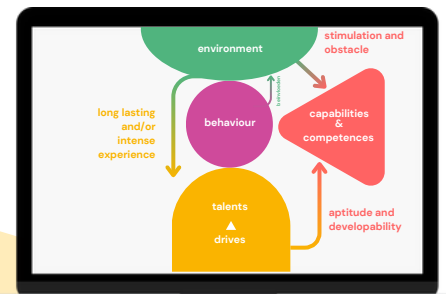 environment
stimulation and
obstacle
long lasting
and/or
intense
experience
behaviour
capabilities
&
competences
talents
drives
aptitude and
developability